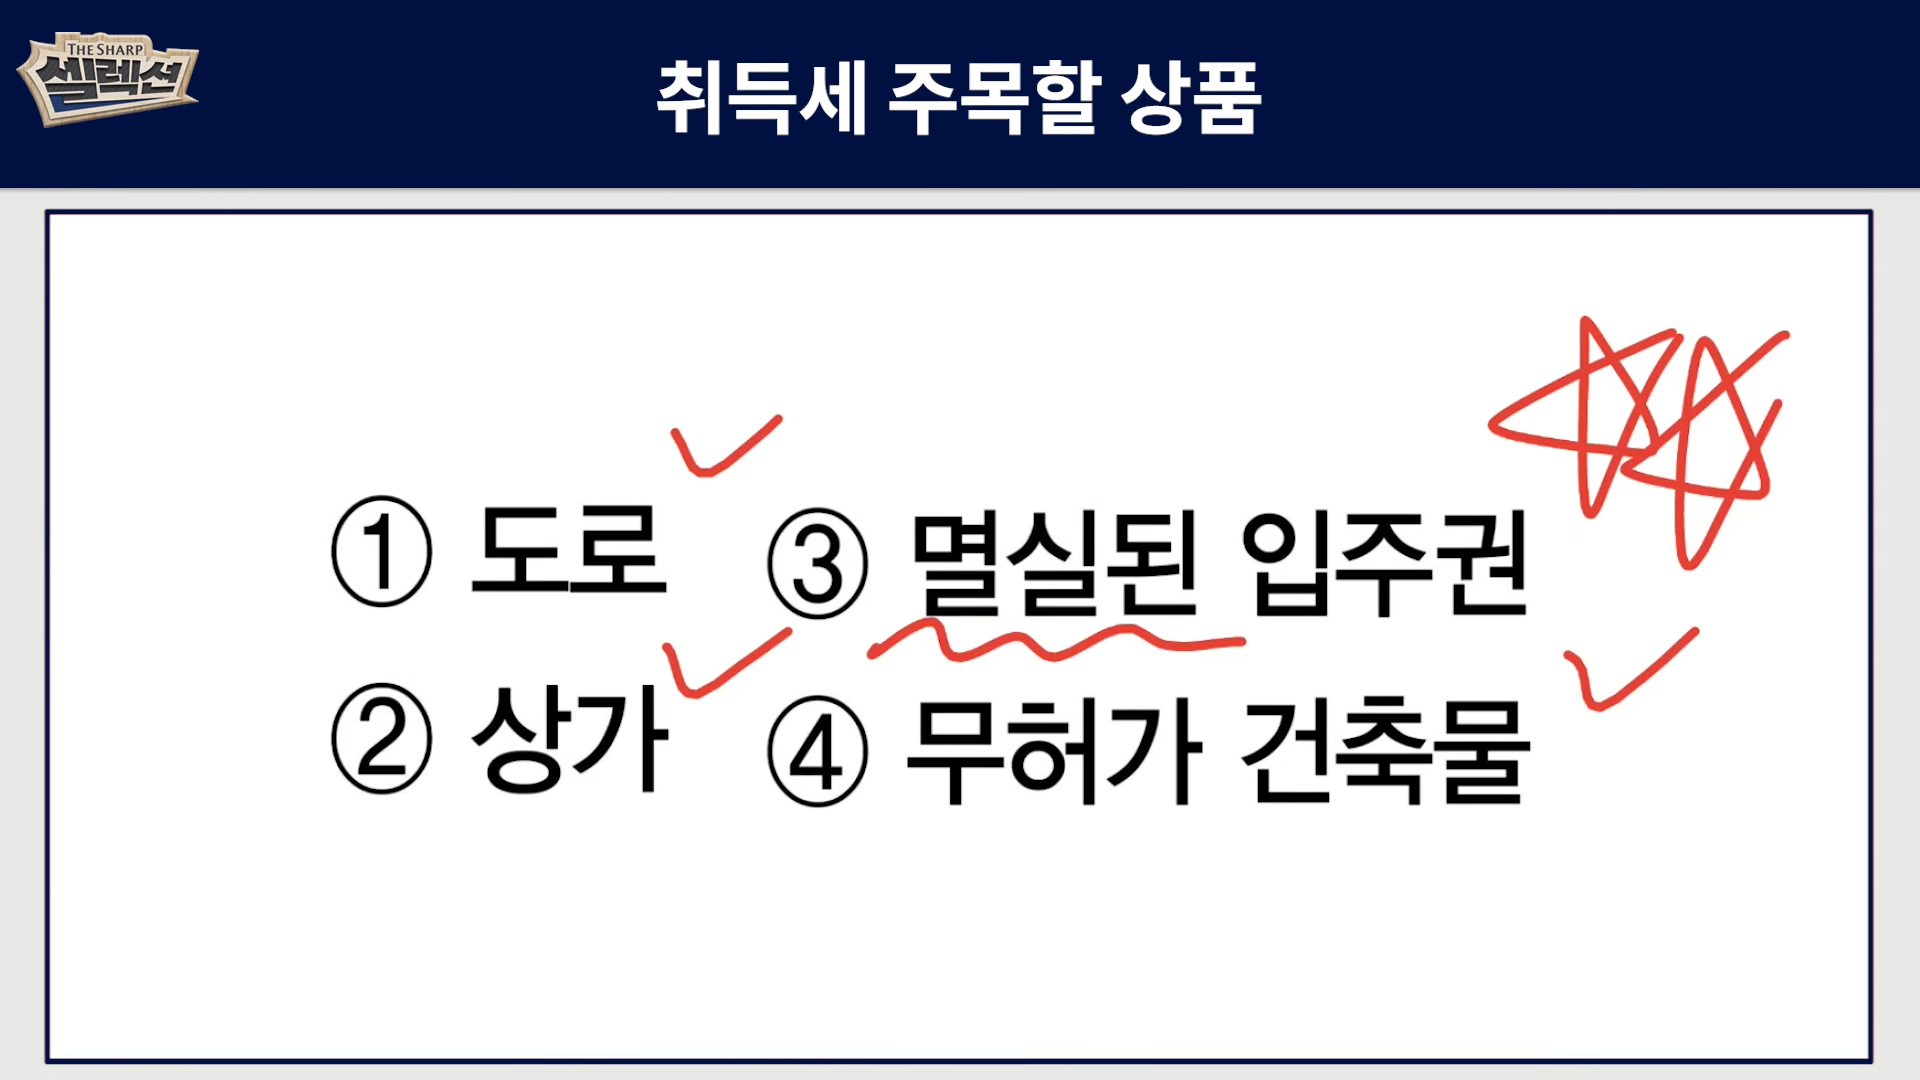 THE SHARP
셀렉션
취득세 주목할 상품
① 도로
② 상가
③ 멸실된 입주권
④ 무허가 건축물